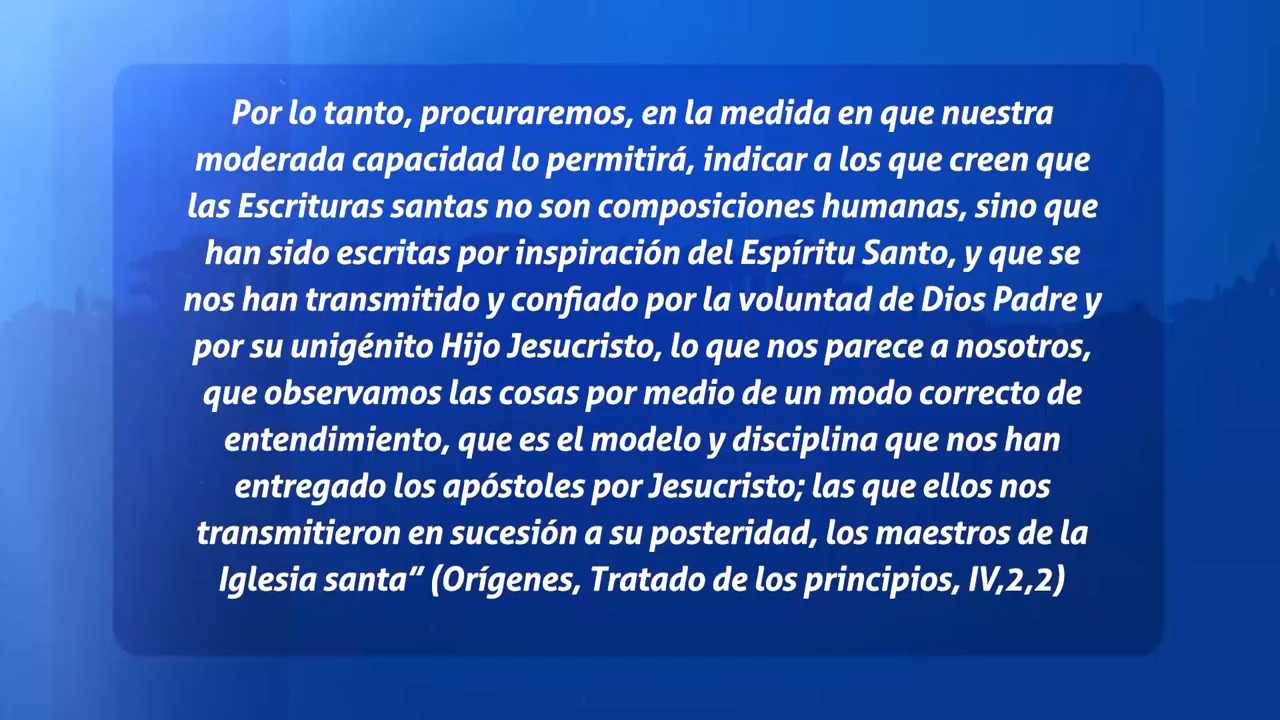 Por lo tanto, procuraremos, en la medida en que nuestra
moderada capacidad lo permitirá, indicar a los que creen que
las Escrituras santas no son composiciones humanas, sino que
han sido escritas por inspiración del Espíritu Santo, y que se
nos han transmitido y confiado por la voluntad de Dios Padre y
por su unigénito Hijo Jesucristo, lo que nos parece a nosotros,
que observamos las cosas por medio de un modo correcto de
entendimiento, que es el modelo y disciplina que nos han
entregado los apóstoles por Jesucristo; las que ellos nos
transmitieron en sucesión a su posteridad, los maestros de la
Iglesia santa“ (Orígenes, Tratado de los principios, IV,2,2)